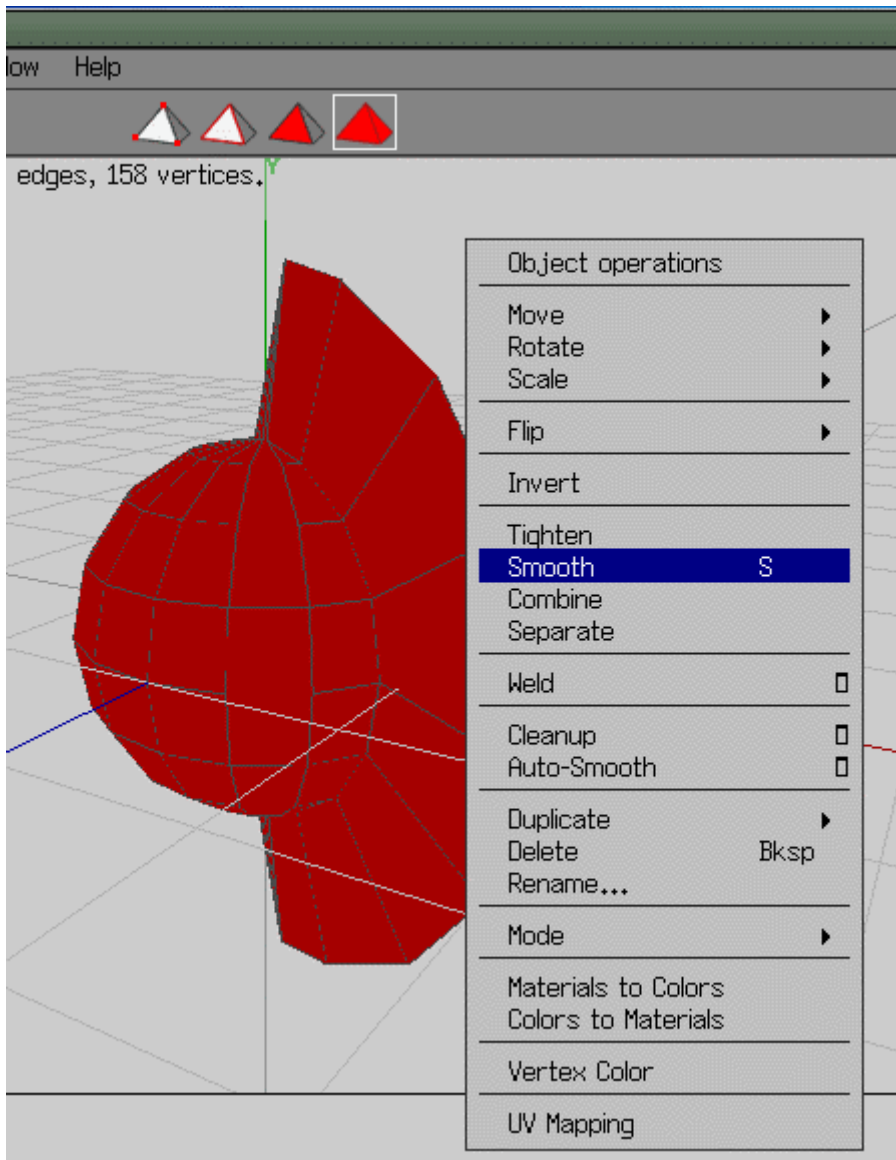 low Help
edges, 158 vertices.
Y
Object operations
Move
Rotate
Scale
Flip
Invert
Tighten
Smooth S
Combine
Separate
Weld
Cleanup
Auto-Smooth
Duplicate
Delete Bksp
Rename...
Mode
Materials to Colors
Colors to Materials
Vertex Color
UV Mapping